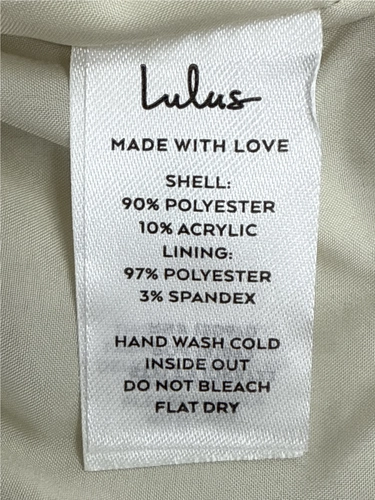 Lulus
MADE WITH LOVE
SHELL:
90% POLYESTER
10% ACRYLIC
LINING:
97% POLYESTER
3% SPANDEX
HAND WASH COLD
INSIDE OUT
DO NOT BLEACH
FLAT DRY